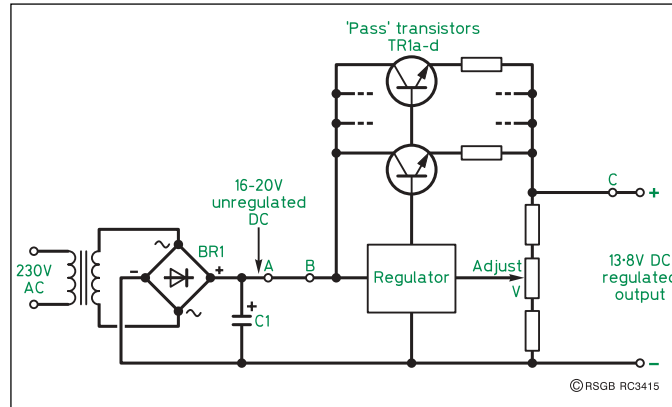 'Pass' transistors
TR1a-d
16-20V
unregulated
DC
C
+
BR1
230V
AC
-
+
A
B
Regulator
Adjust
V
13·8V DC
regulated
output
+
C1
-
© RSGB RC3415